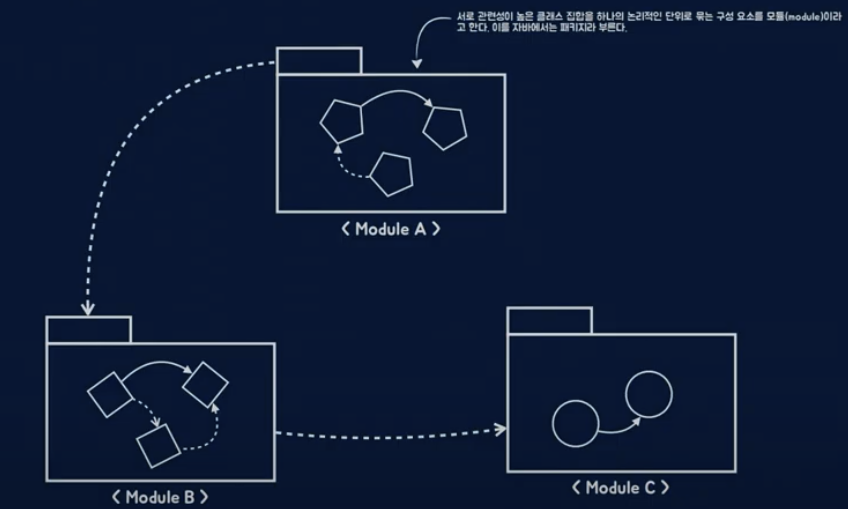 서로 관련성이 높은 클래스 집합을 하나의 논리적인 단위로 묶는 구성 요소를 모듈(module)이라
고 한다. 이를 자바에서는 패키지라 부른다.
< Module A >
< Module B >
< Module C >